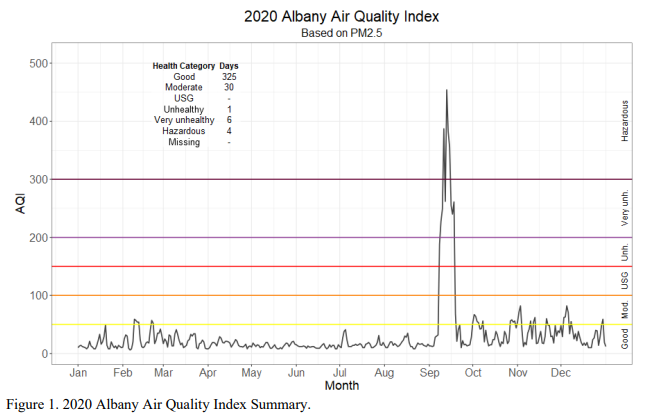 2020 Albany Air Quality Index
Based on PM2.5
Health Category Days
Good 325
Moderate 30
USG -
Unhealthy 1
Very unhealthy 6
Hazardous 4
Missing -
500
400
300
200
100
0
AQI
Hazardous
Very unh.
Unh.
USG
Mod.
Good
Jan Feb Mar Apr May Jun Jul Aug Sep Oct Nov Dec
Month
Figure 1. 2020 Albany Air Quality Index Summary.